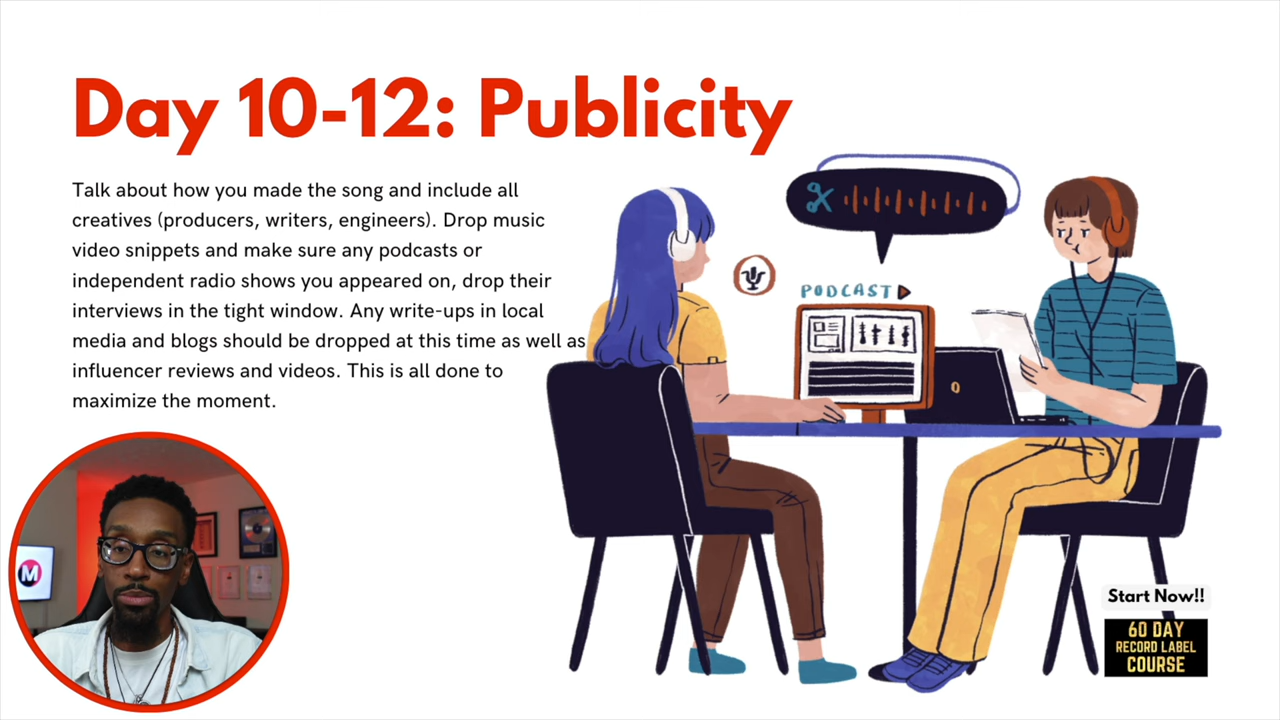 Day 10-12: Publicity
Talk about how you made the song and include all
creatives (producers, writers, engineers). Drop music
video snippets and make sure any podcasts or
independent radio shows you appeared on, drop their
interviews in the tight window. Any write-ups in local
media and blogs should be dropped at this time as well as
influencer reviews and videos. This is all done to
maximize the moment.
PODCAST
M
Start Now!!
60 DAY
RECORD LABEL
COURSE